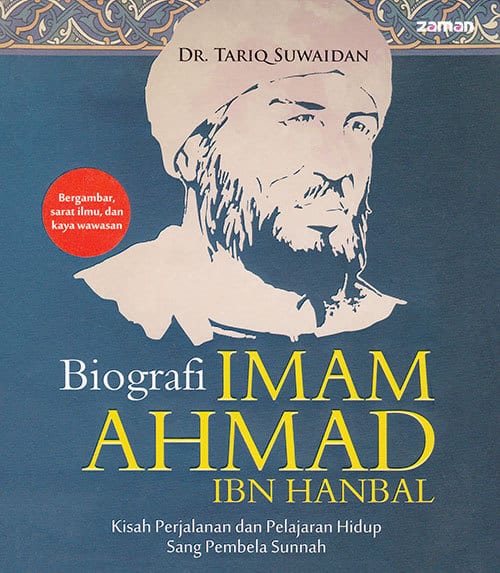 zaman
DR. TARIQ SUWAIDAN
Bergambar,
sarat ilmu, dan
kaya wawasan
Biografi IMAM
AHMAD
IBN HANBAL
Kisah Perjalanan dan Pelajaran Hidup
Sang Pembela Sunnah